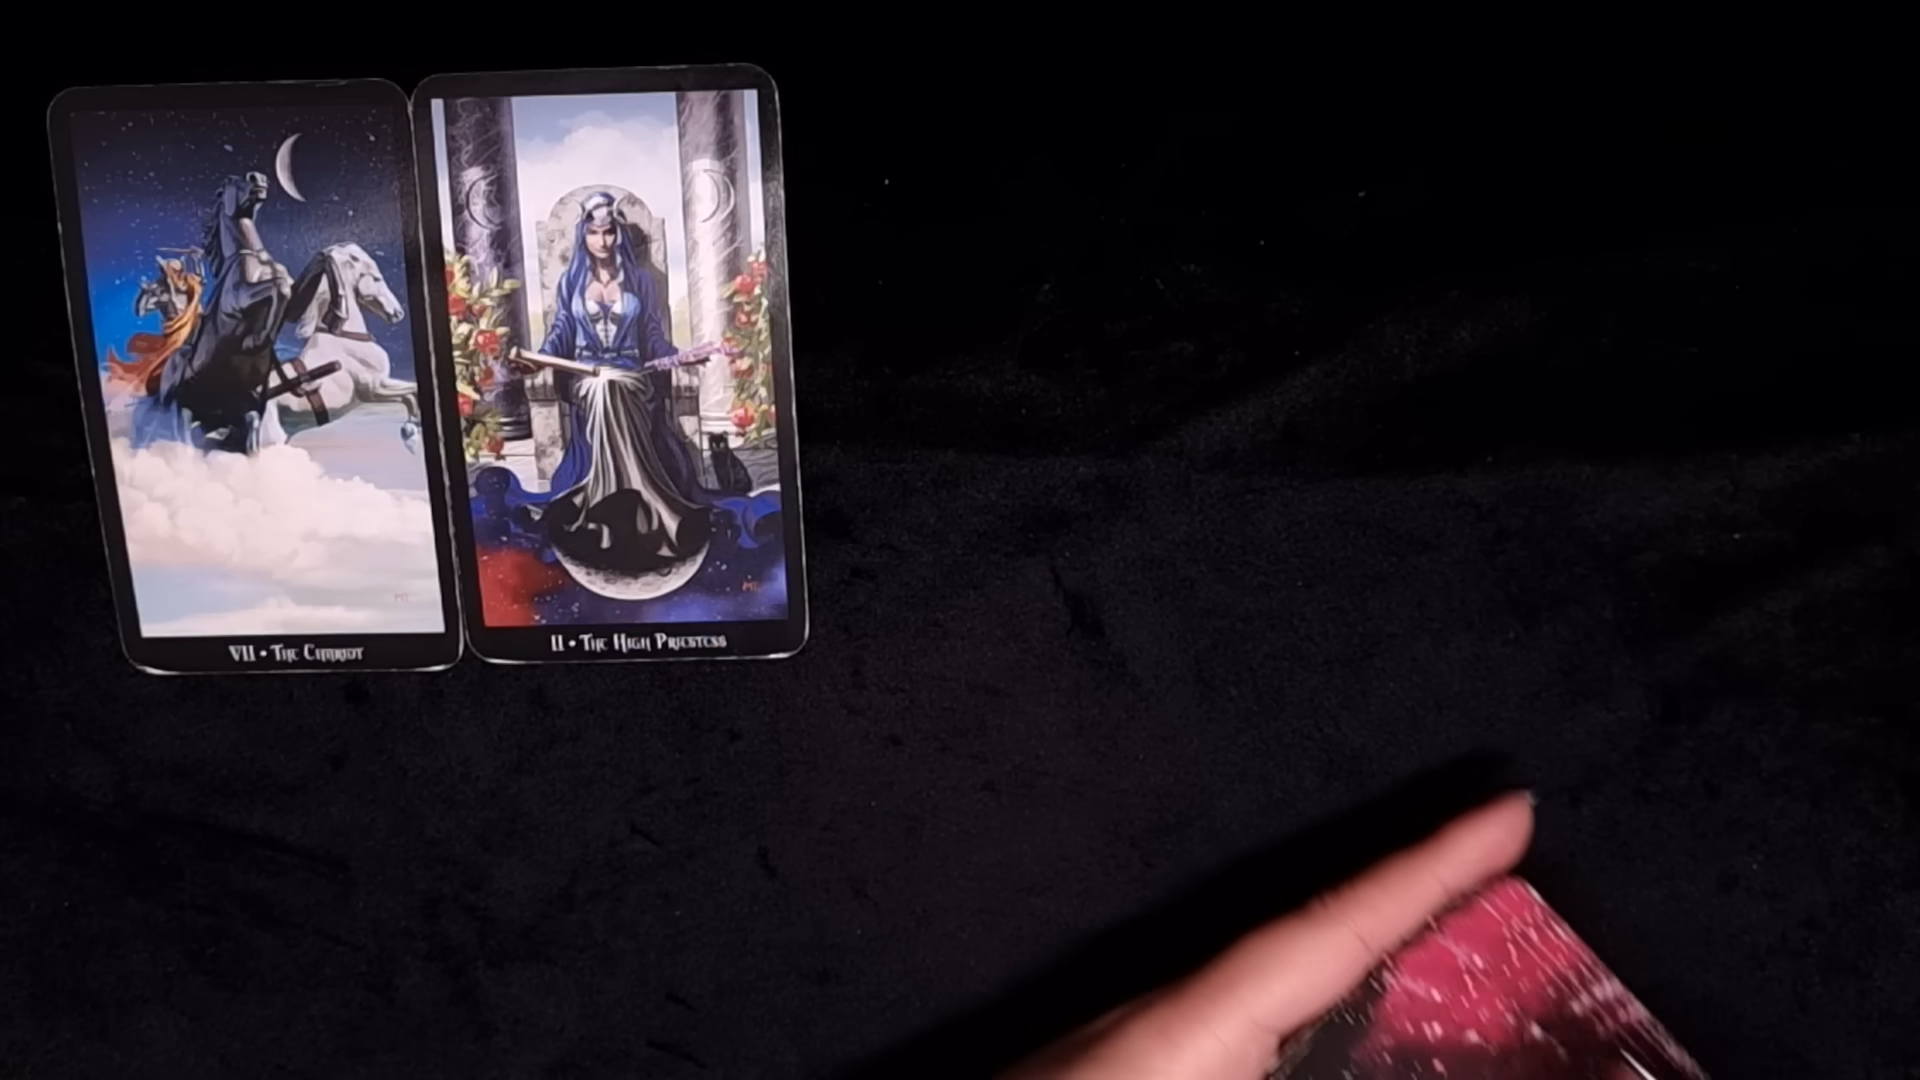 VII • The Chariot
II • The High Priestess